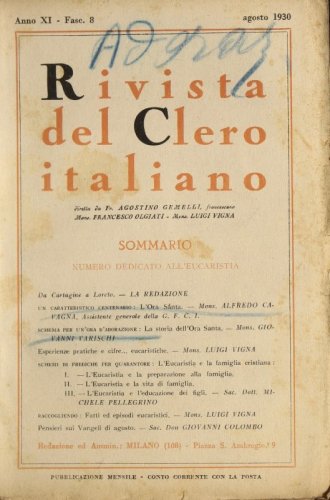 Anno XI - Fasc. 8
agosto 1930
Rivista
del Clero
italiano
diretta da Fr. AGOSTINO GEMELLI, francescano
Mons. FRANCESCO OLGIATI - Mons. LUIGI VIGNA
SOMMARIO
NUMERO DEDICATO ALL'EUCARISTIA
Da Cartagine a Loreto. — LA REDAZIONE
UN CARATTERISTICO CENTENARIO: L'Ora Santa. — Mons. ALFREDO CA-
VAGNA, Assistente generale della G. F. C. I.
SCHEMA PER UN'ORA D'ADORAZIONE: La storia dell'Ora Santa. — Mons. GIO-
VANNI TARISCHI
Esperienze pratiche e cifre... eucaristiche. — Mons. LUIGI VIGNA
SCHEMI DI PREDICHE PER QUARANTORE: L'Eucaristia e la famiglia cristiana:
I. — L'Eucaristia e la preparazione alla famiglia.
II. — L'Eucaristia e la vita di famiglia.
III. — L'Eucaristia e l'educazione dei figli. — Sac. Dott. MI-
CHELE PELLEGRINO
RACCOGLIENDO: Fatti ed episodi eucaristici. — Mons. LUIGI VIGNA
Pensieri sui Vangeli di agosto. — Sac. Don GIOVANNI COLOMBO
Redazione ed Ammin.: MILANO (108) - Piazza S. Ambrogio, 9
PUBBLICAZIONE MENSILE - CONTO CORRENTE CON LA POSTA